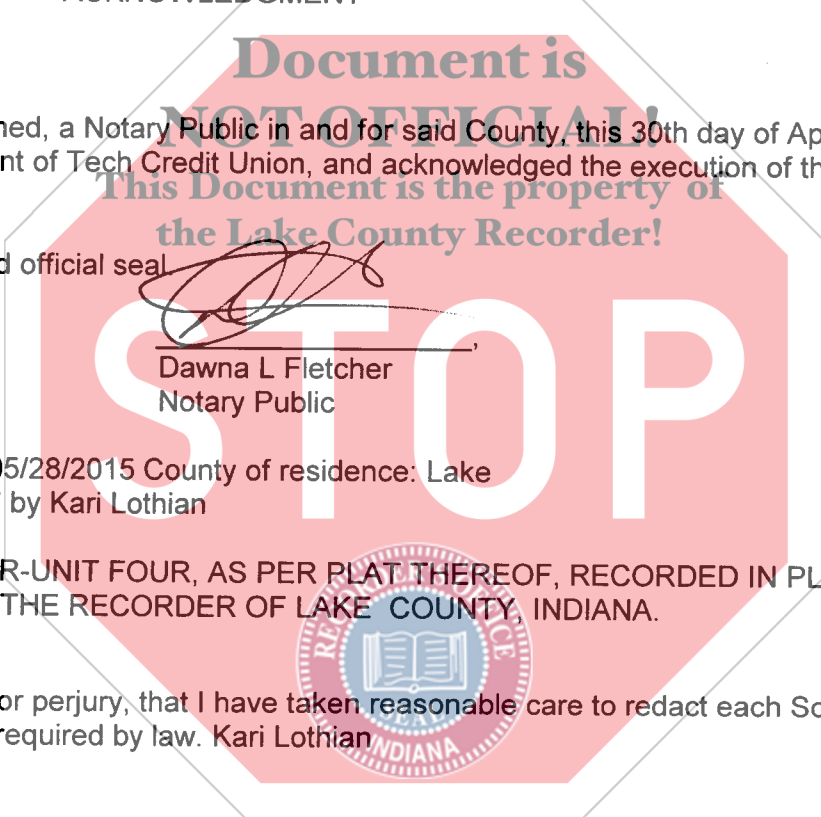 ACKNOWLEDGMENT
Document is
NOT OFFICIAL!
ned, a Notary Public in and for said County, this 30th day of Ap
nt of Tech Credit Union, and acknowledged the execution of th
This Document is the property of
the Lake County Recorder!
d official seal.
STOP
Dawna L Fletcher
Notary Public
05/28/2015 County of residence: Lake
by Kari Lothian
R-UNIT FOUR, AS PER PLAT THEREOF, RECORDED IN PL
THE RECORDER OF LAKE COUNTY, INDIANA.
SEAL
INDIANA
or perjury, that I have taken reasonable care to redact each So
required by law. Kari Lothian